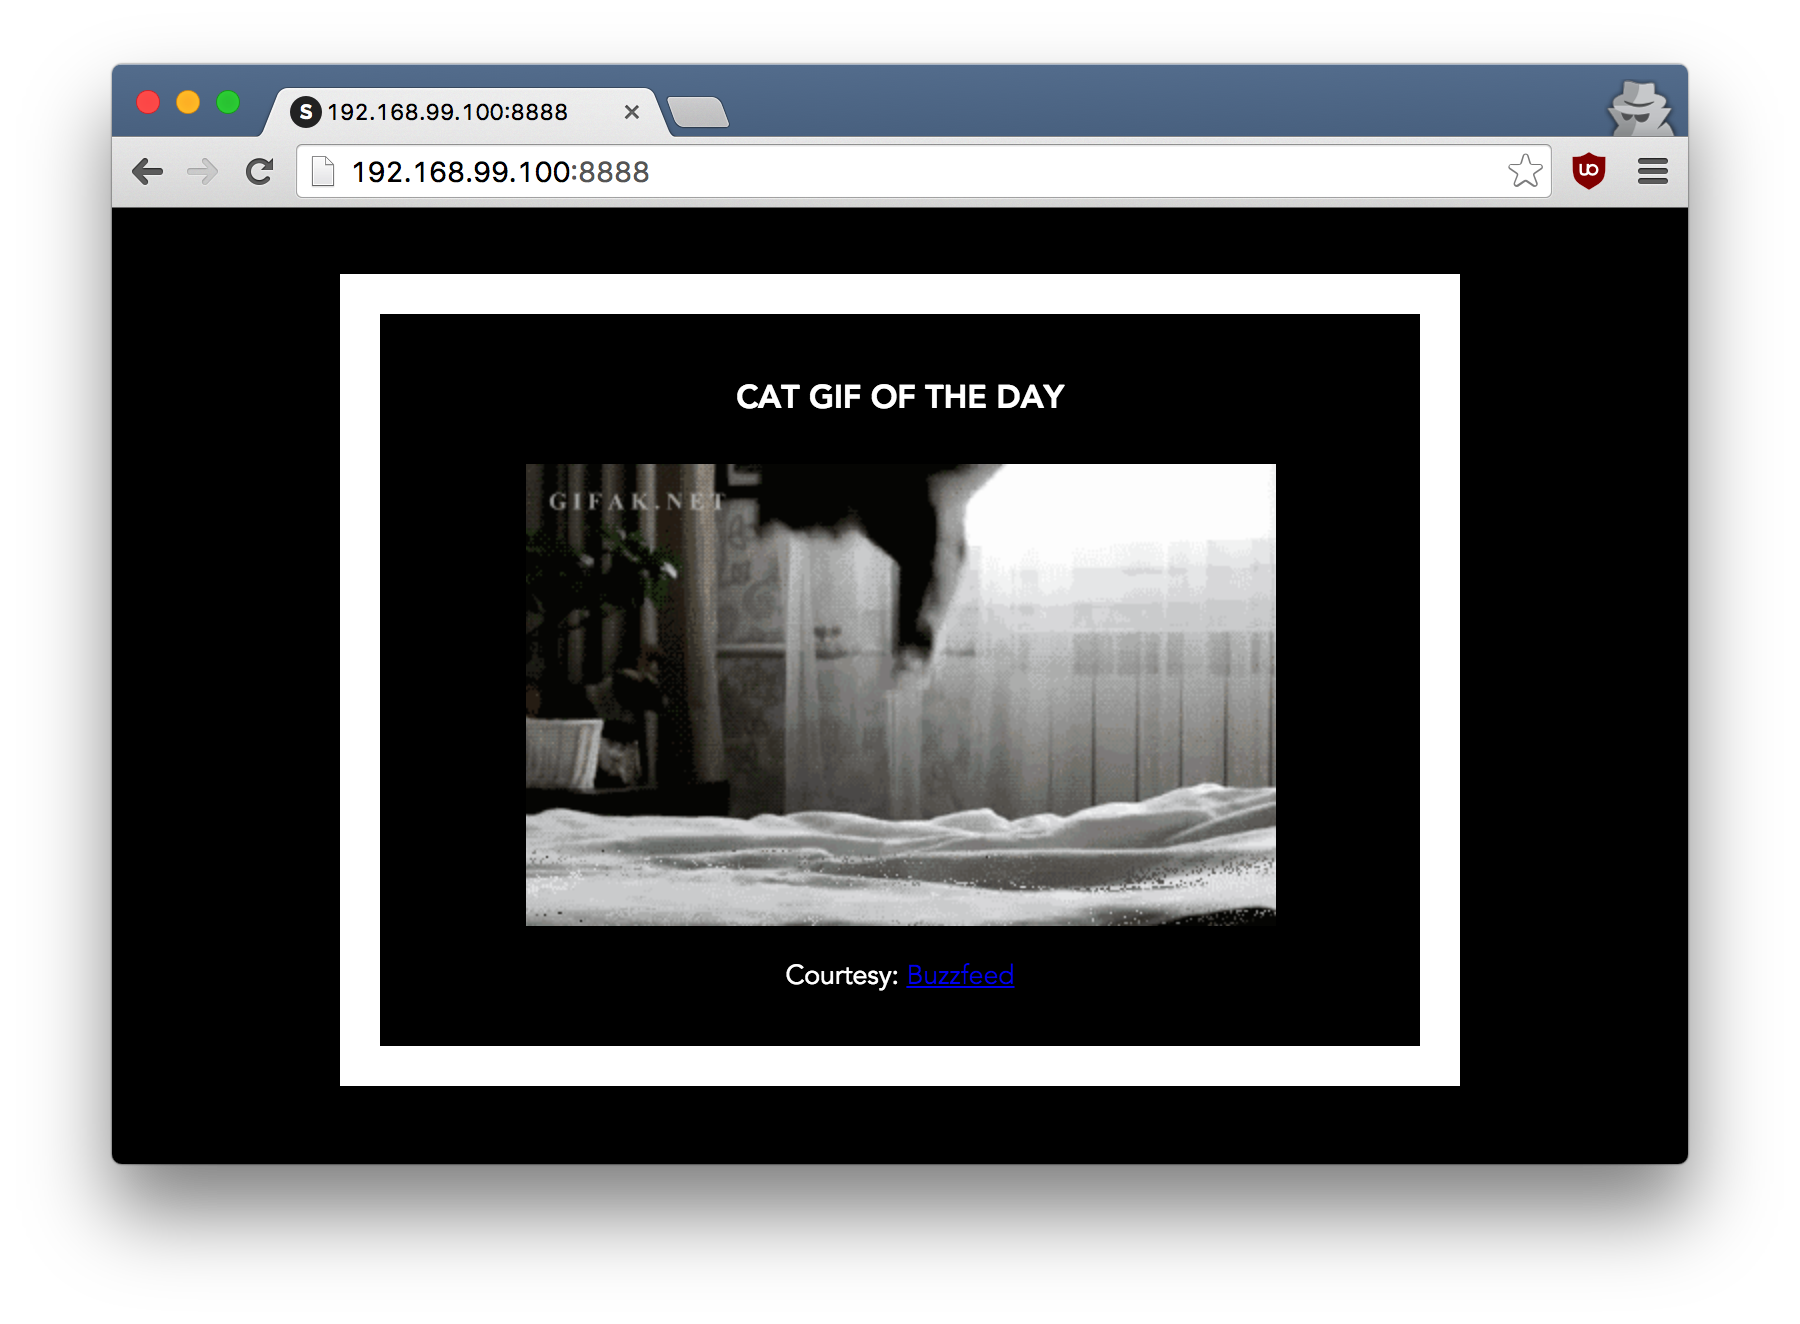 S 192.168.99.100:8888
192.168.99.100:8888
uo
CAT GIF OF THE DAY
GIFAK.NET
Courtesy: Buzzfeed